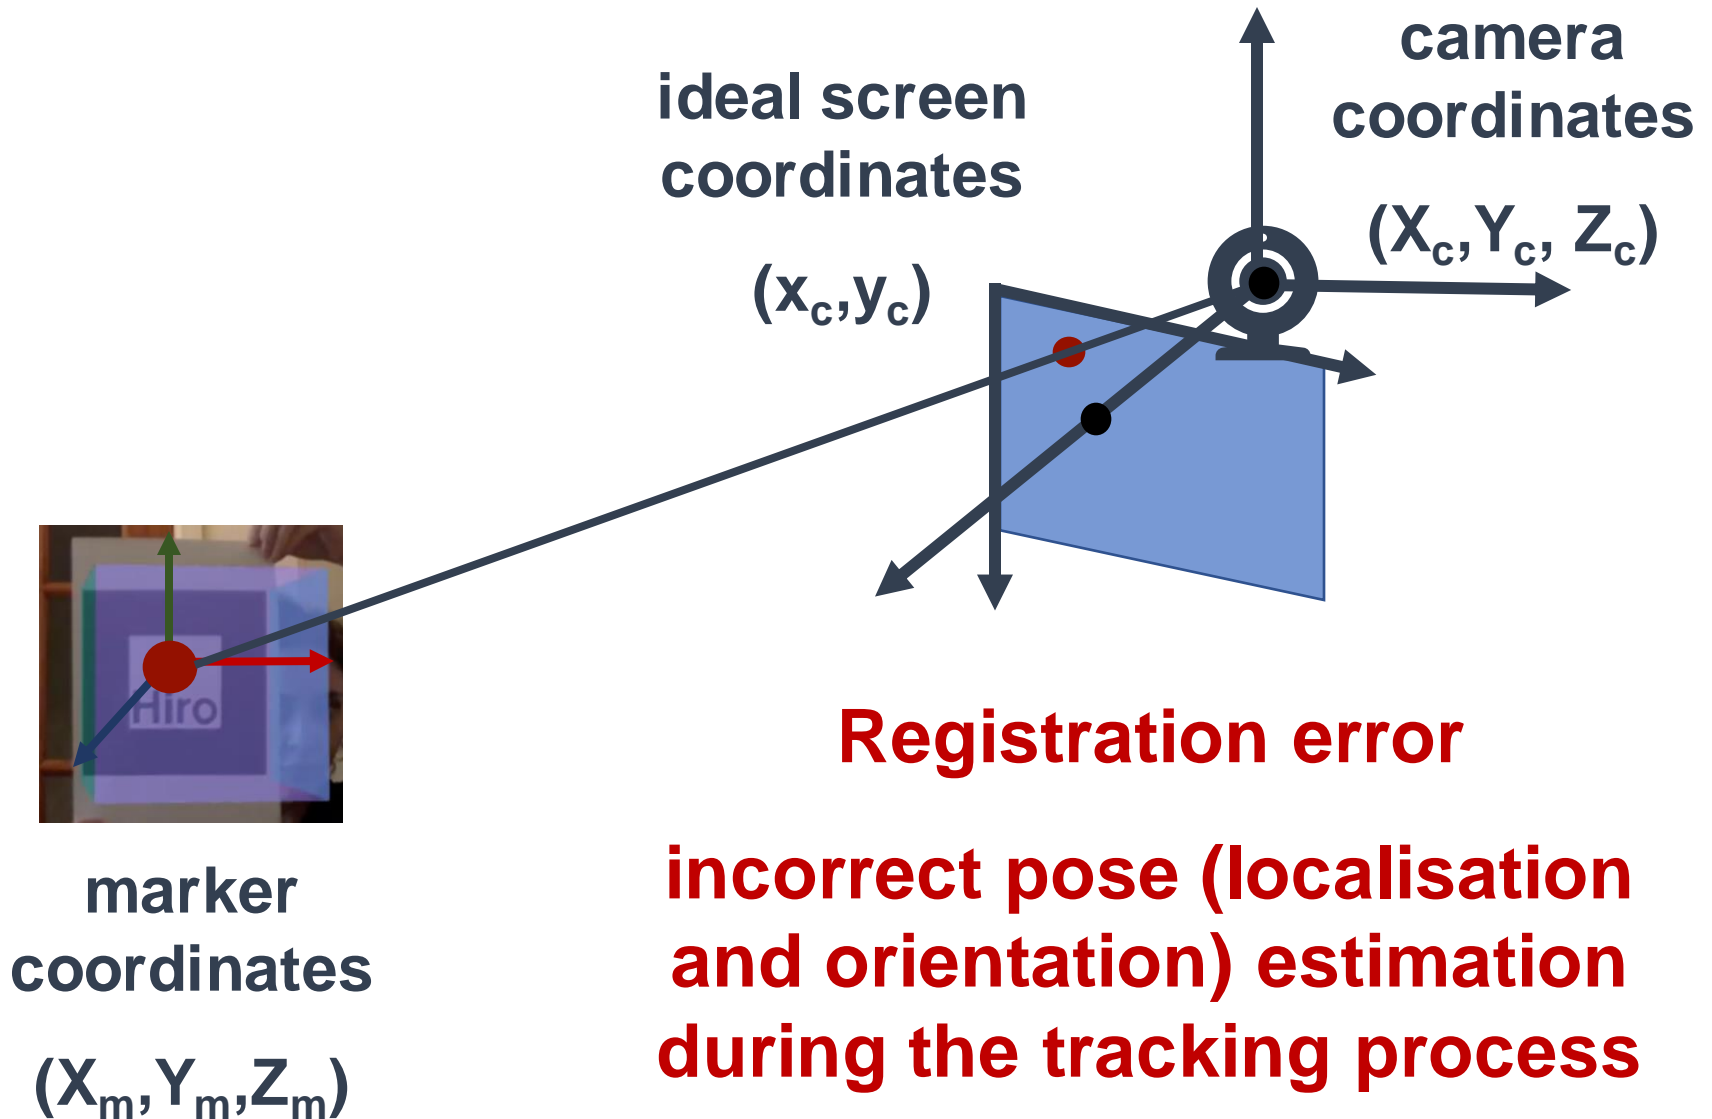 ideal screen
coordinates
(xc,yc)
camera
coordinates
(Xc,Yc, Zc)
Hiro
marker
coordinates
(Xm,Ym,Zm)
Registration error
incorrect pose (localisation
and orientation) estimation
during the tracking process